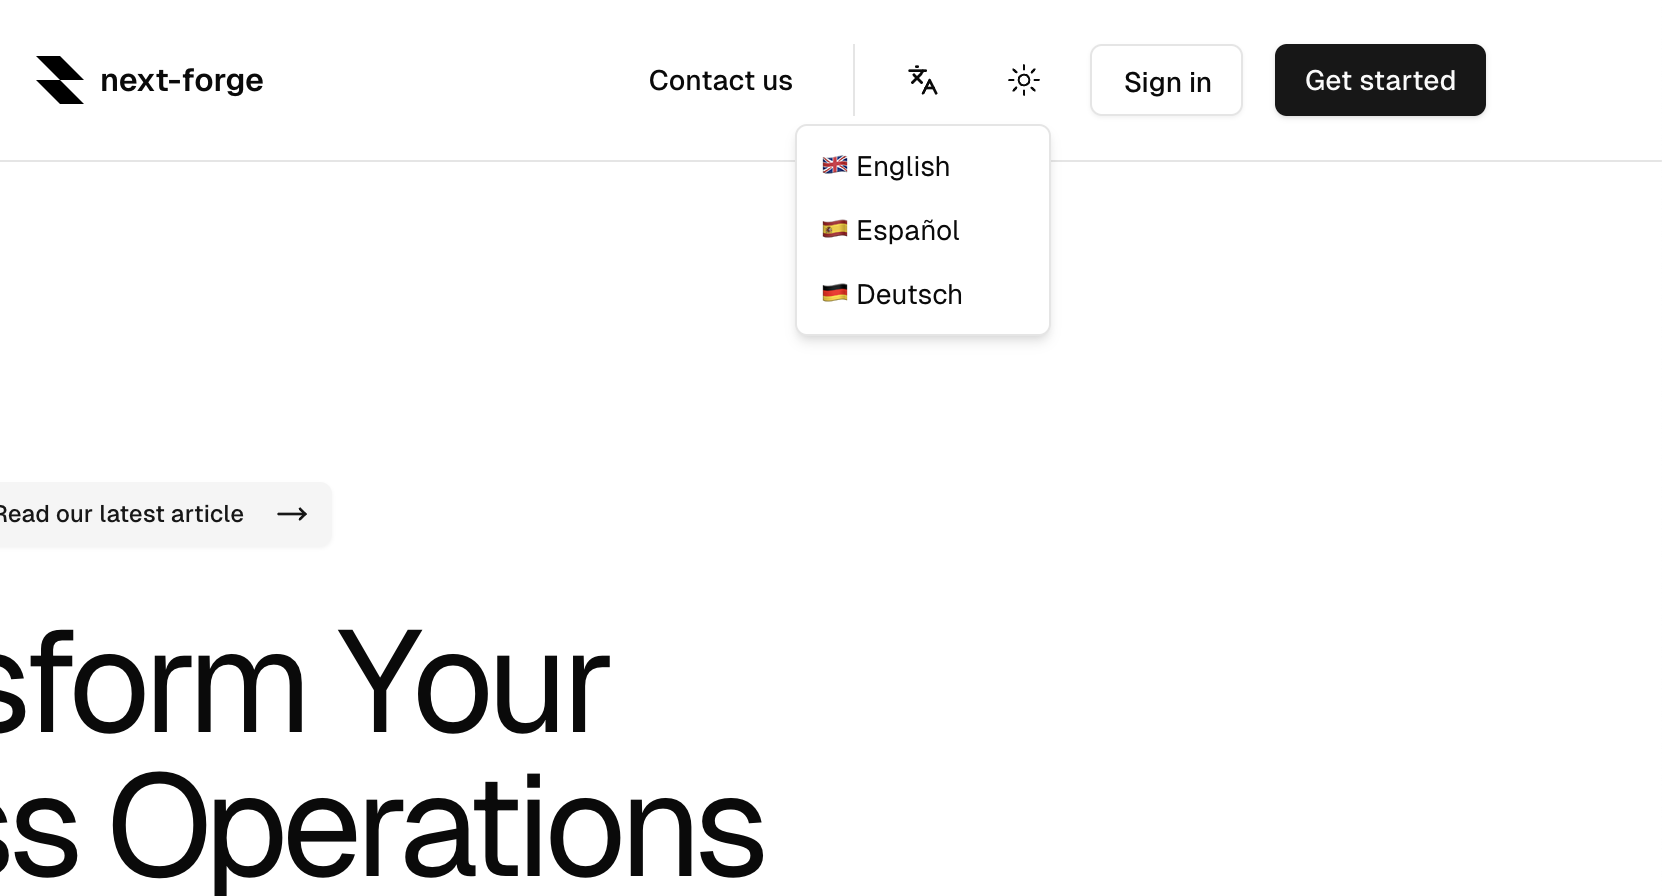 next-forge
Contact us
Sign in
Get started
English
Español
Deutsch
Read our latest article
sform Your
ss Operations